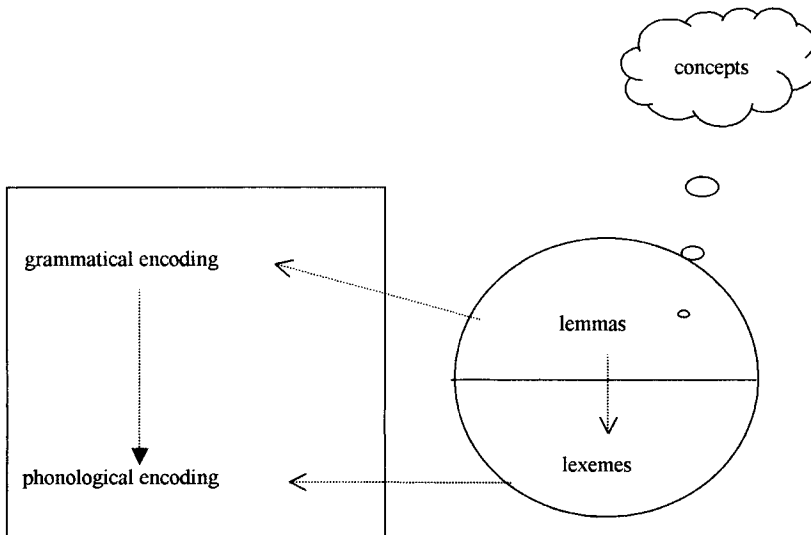 concepts
grammatical encoding
lemmas
phonological encoding
lexemes